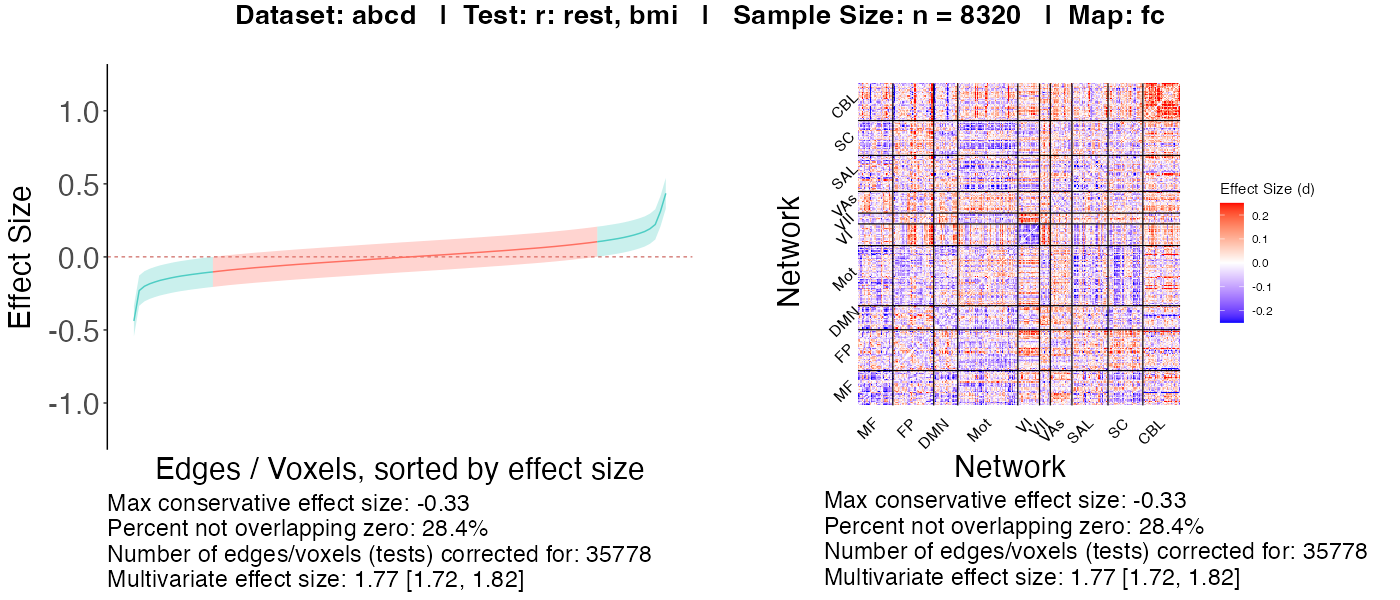 Dataset: abcd | Test: r: rest, bmi | Sample Size: n = 8320 | Map: fc
Effect Size
1.0
0.5
0.0
-0.5
-1.0
Edges / Voxels, sorted by effect size
Max conservative effect size: -0.33
Percent not overlapping zero: 28.4%
Number of edges/voxels (tests) corrected for: 35778
Multivariate effect size: 1.77 [1.72, 1.82]
Network
CBL
SC
SAL
VAs
VII
VI
Mot
DMN
FP
MF
MF FP DMN Mot VI VII VAs SAL SC CBL
Network
Effect Size (d)
0.2
0.1
0.0
-0.1
-0.2
Max conservative effect size: -0.33
Percent not overlapping zero: 28.4%
Number of edges/voxels (tests) corrected for: 35778
Multivariate effect size: 1.77 [1.72, 1.82]